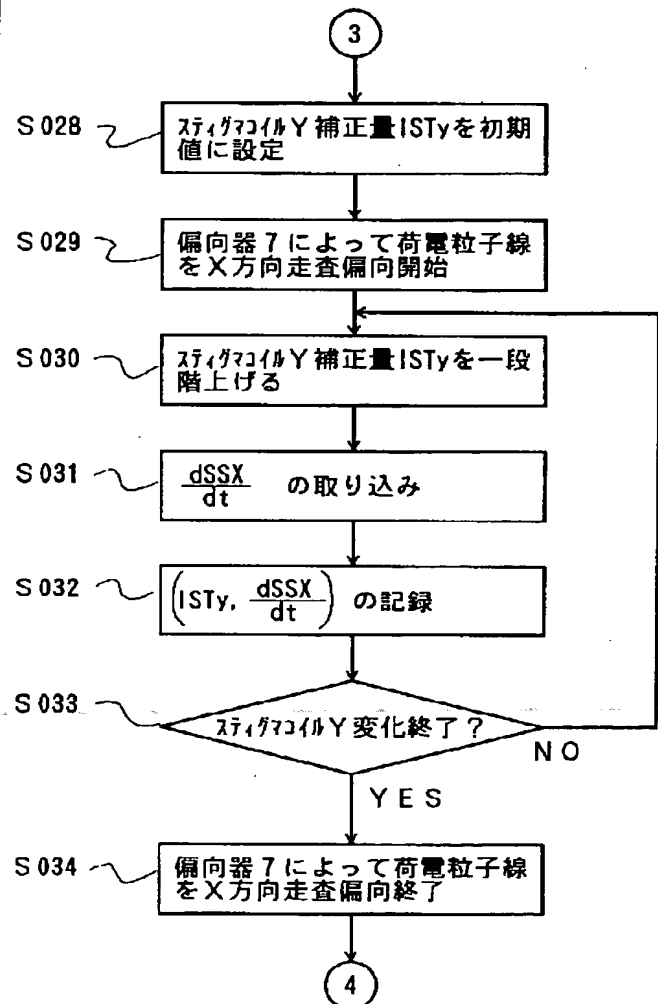 3
S028
ｽﾃｨｸﾞﾏｺｲﾙY補正量ISTyを初期
値に設定
S029
偏向器7によって荷電粒子線
をX方向走査偏向開始
S030
ｽﾃｨｸﾞﾏｺｲﾙY補正量ISTyを一段
階上げる
S031
dSSX/dt の取り込み
S032
(ISTy, dSSX/dt) の記録
S033
ｽﾃｨｸﾞﾏｺｲﾙY変化終了?
NO
YES
S034
偏向器7によって荷電粒子線
をX方向走査偏向終了
4